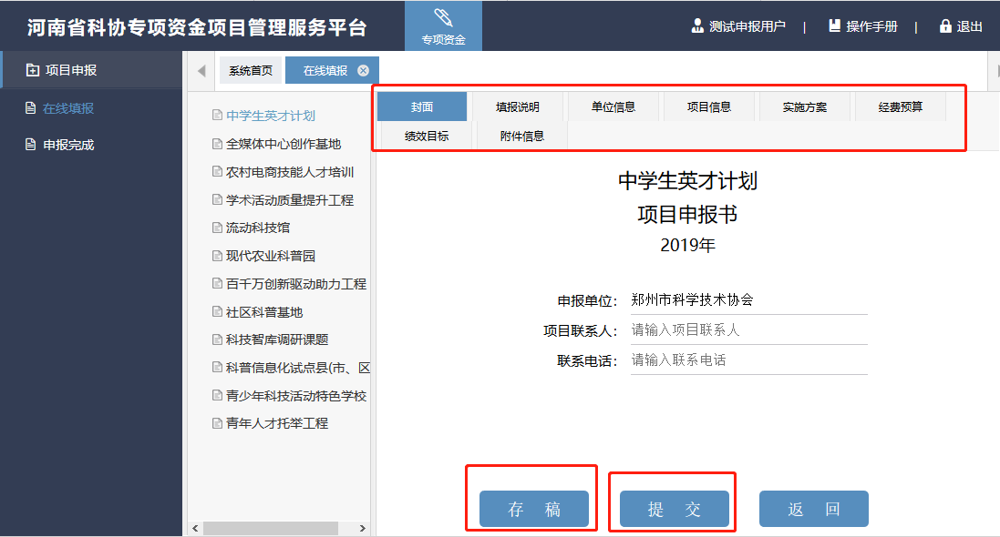 河南省科协专项资金项目管理服务平台
专项资金
测试申报用户 | 操作手册 | 退出
项目申报
在线填报
申报完成
系统首页 在线填报
中学生英才计划
全媒体中心创作基地
农村电商技能人才培训
学术活动质量提升工程
流动科技馆
现代农业科普园
百千万创新驱动助力工程
社区科普基地
科技智库调研课题
科普信息化试点县(市、区
青少年科技活动特色学校
青年人才托举工程
封面 填报说明 单位信息 项目信息 实施方案 经费预算
绩效目标 附件信息
中学生英才计划
项目申报书
2019年
申报单位： 郑州市科学技术协会
项目联系人： 请输入项目联系人
联系电话： 请输入联系电话
存 稿 提 交 返 回